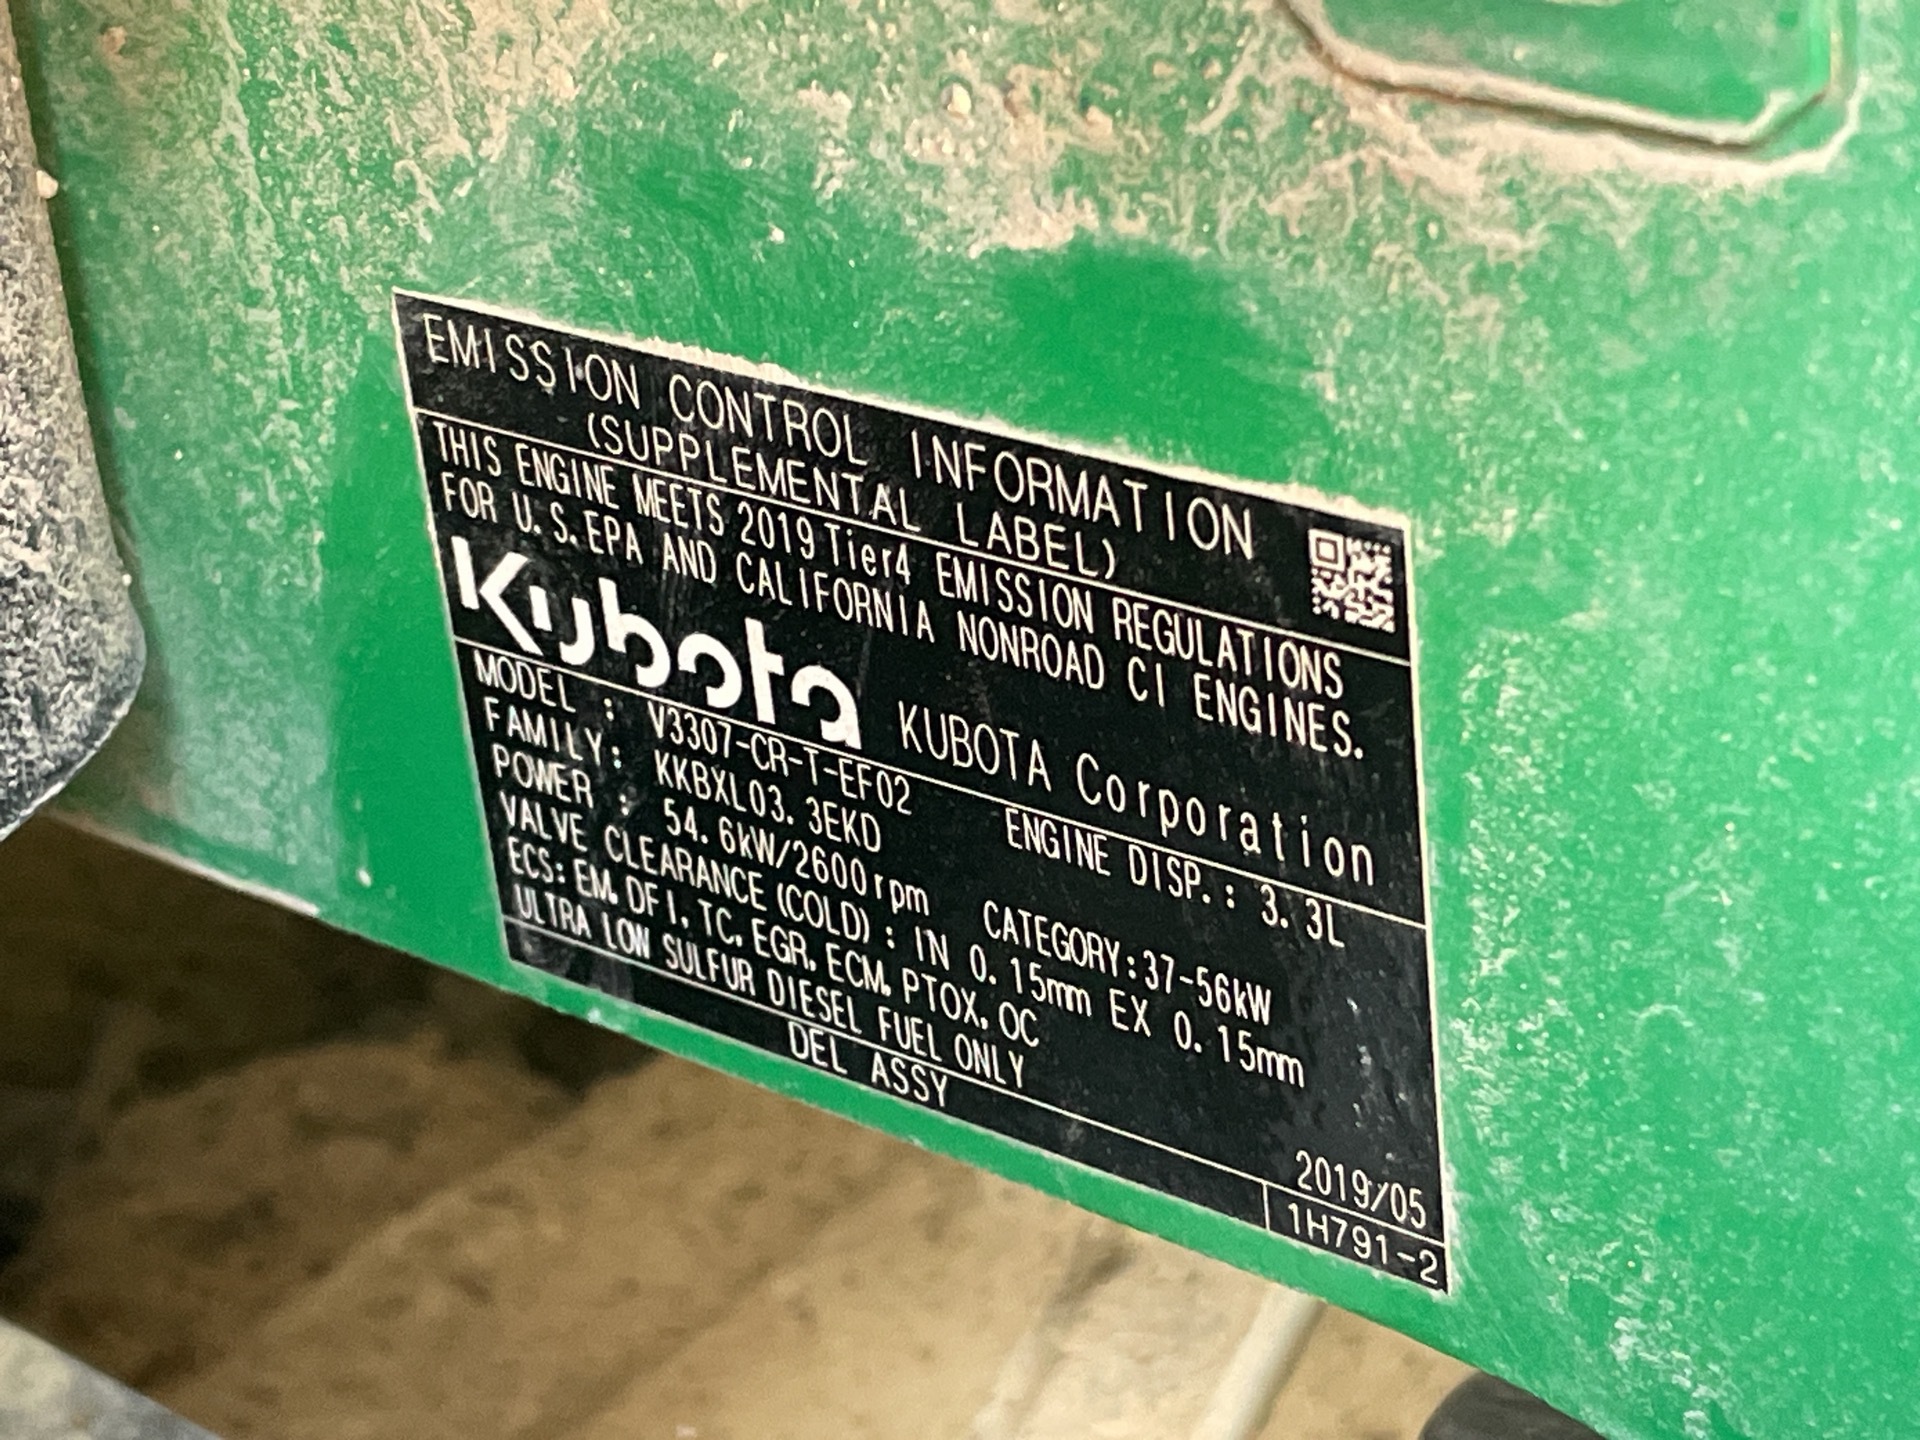 EMISSION CONTROL INFORMATION
(SUPPLEMENTAL LABEL)
THIS ENGINE MEETS 2019 Tier4 EMISSION REGULATIONS
FOR U.S.EPA AND CALIFORNIA NONROAD CI ENGINES.
Kubota KUBOTA Corporation
MODEL : V3307-CR-T-EF02 ENGINE DISP.: 3.3L
FAMILY: KKBXL03.3EKD
POWER : 54.6kW/2600rpm CATEGORY:37-56kW
VALVE CLEARANCE(COLD): IN 0.15mm EX 0.15mm
ECS: EM, DFI, TC, EGR, ECM, PTOX, OC
ULTRA LOW SULFUR DIESEL FUEL ONLY
2019/05
DEL ASSY
1H791-2